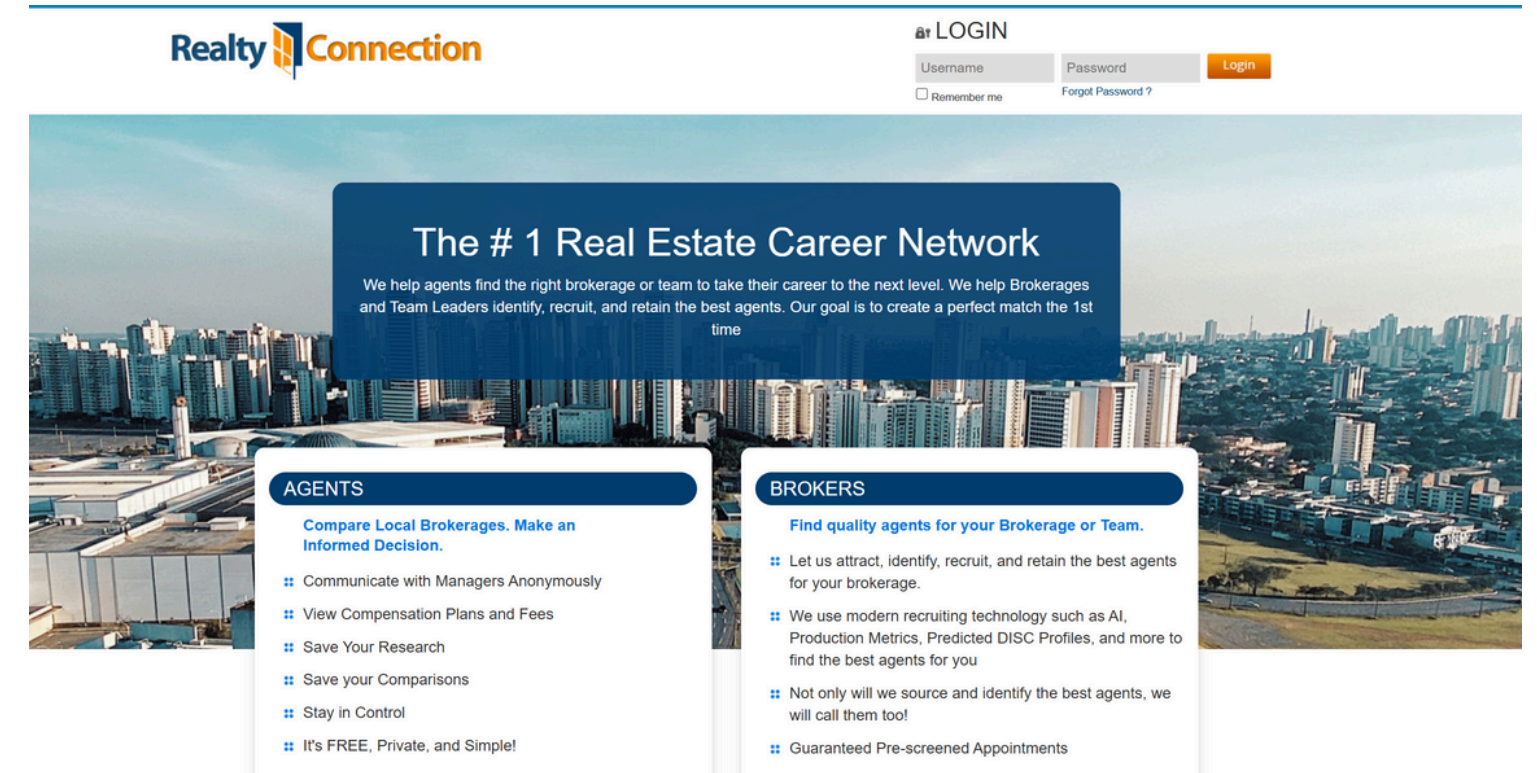 Realty Connection
LOGIN
Username
Password
Login
Remember me
Forgot Password ?
The # 1 Real Estate Career Network
We help agents find the right brokerage or team to take their career to the next level. We help Brokerages
and Team Leaders identify, recruit, and retain the best agents. Our goal is to create a perfect match the 1st
time
AGENTS
Compare Local Brokerages. Make an
Informed Decision.
Communicate with Managers Anonymously
View Compensation Plans and Fees
Save Your Research
Save your Comparisons
Stay in Control
It's FREE, Private, and Simple!
BROKERS
Find quality agents for your Brokerage or Team.
Let us attract, identify, recruit, and retain the best agents
for your brokerage.
We use modern recruiting technology such as AI,
Production Metrics, Predicted DISC Profiles, and more to
find the best agents for you
Not only will we source and identify the best agents, we
will call them too!
Guaranteed Pre-screened Appointments